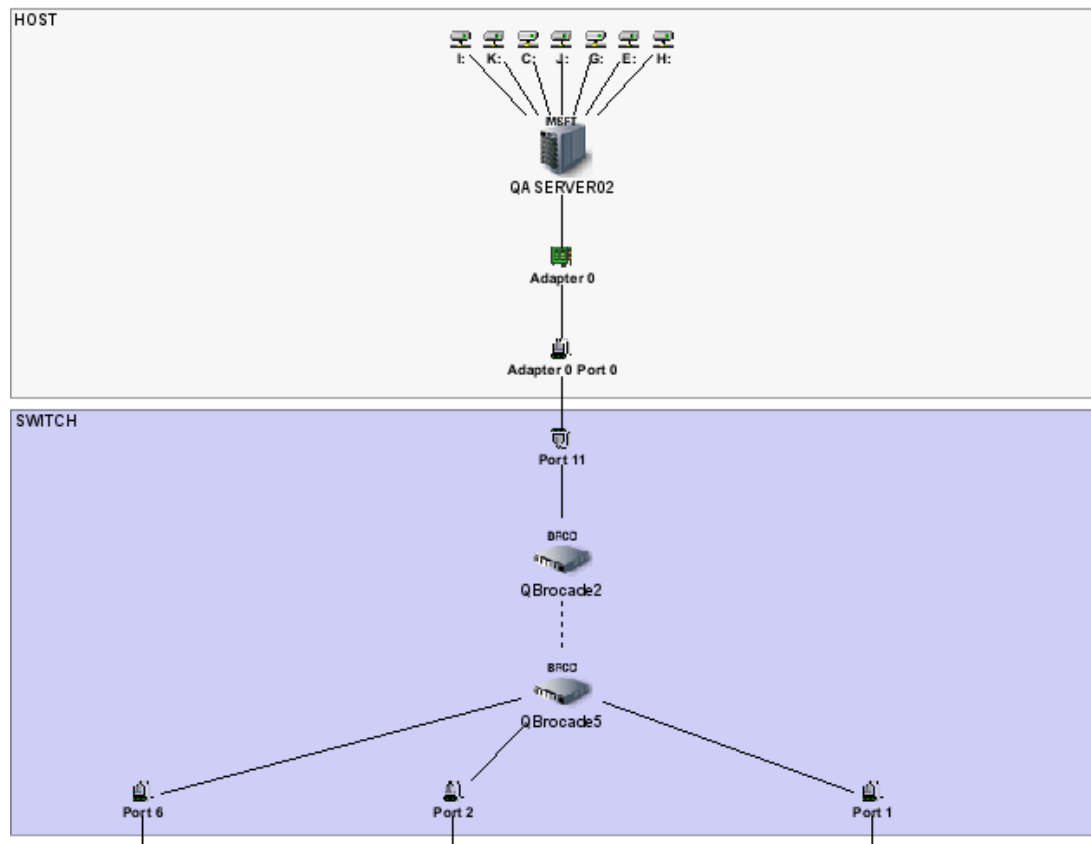 HOST
I: K: C: J: G: E: H:
MSFT
QA SERVER02
Adapter 0
Adapter 0 Port 0
SWITCH
Port 11
BRCD
QBrocade2
BRCD
QBrocade5
Port 6 Port 2 Port 1